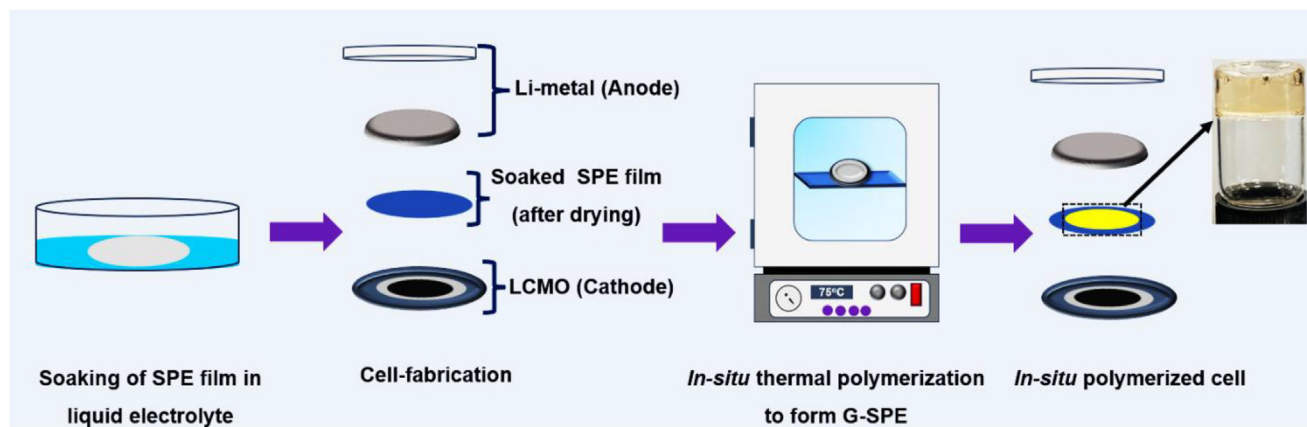 Li-metal (Anode)
Soaked SPE film
(after drying)
LCMO (Cathode)
75ºC
Soaking of SPE film in
liquid electrolyte
Cell-fabrication
In-situ thermal polymerization
to form G-SPE
In-situ polymerized cell